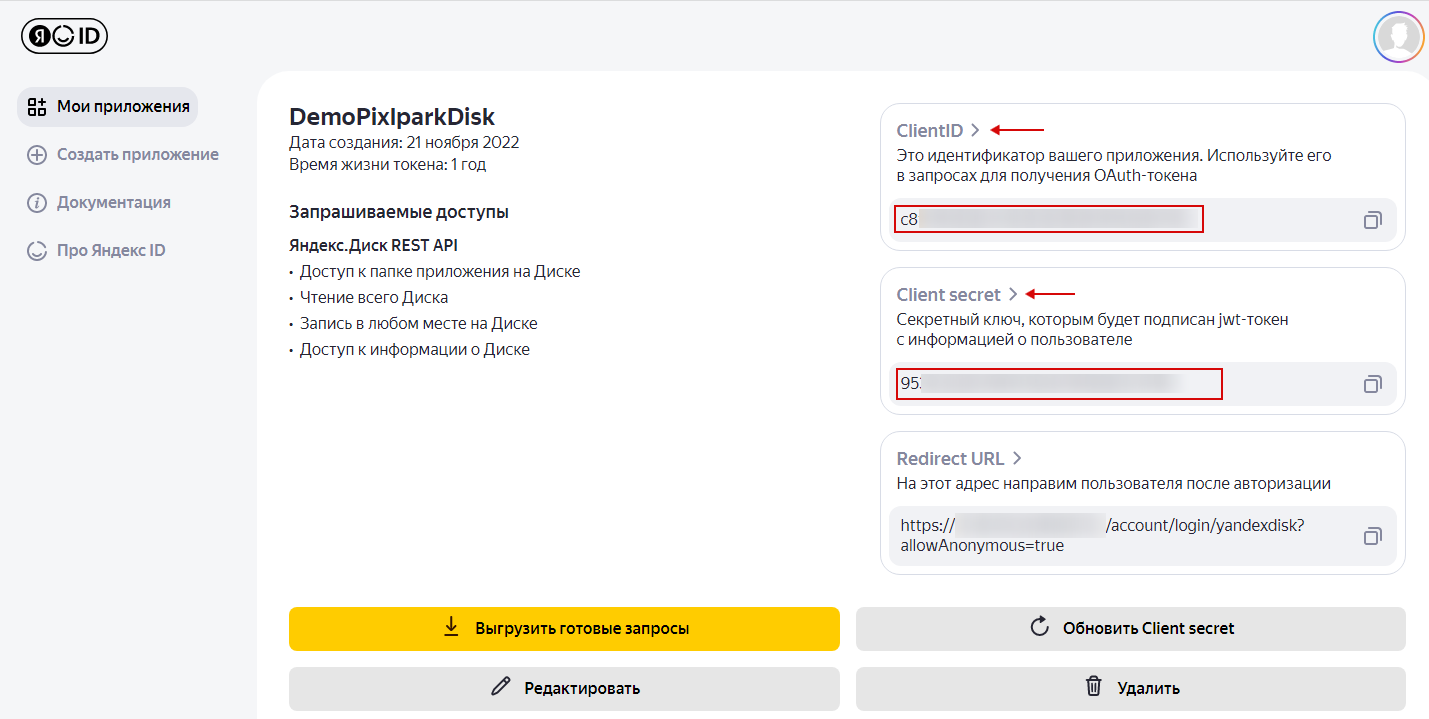 Я ID
Мои приложения
Создать приложение
Документация
Про Яндекс ID
DemoPixlparkDisk
Дата создания: 21 ноября 2022
Время жизни токена: 1 год
Запрашиваемые доступы
Яндекс.Диск REST API
• Доступ к папке приложения на Диске
• Чтение всего Диска
• Запись в любом месте на Диске
• Доступ к информации о Диске
ClientID
Это идентификатор вашего приложения. Используйте его
в запросах для получения OAuth-токена
c8
Client secret
Секретный ключ, которым будет подписан jwt-токен
с информацией о пользователе
95
Redirect URL
На этот адрес направим пользователя после авторизации
https:// /account/login/yandexdisk?
allowAnonymous=true
Выгрузить готовые запросы
Обновить Client secret
Редактировать
Удалить